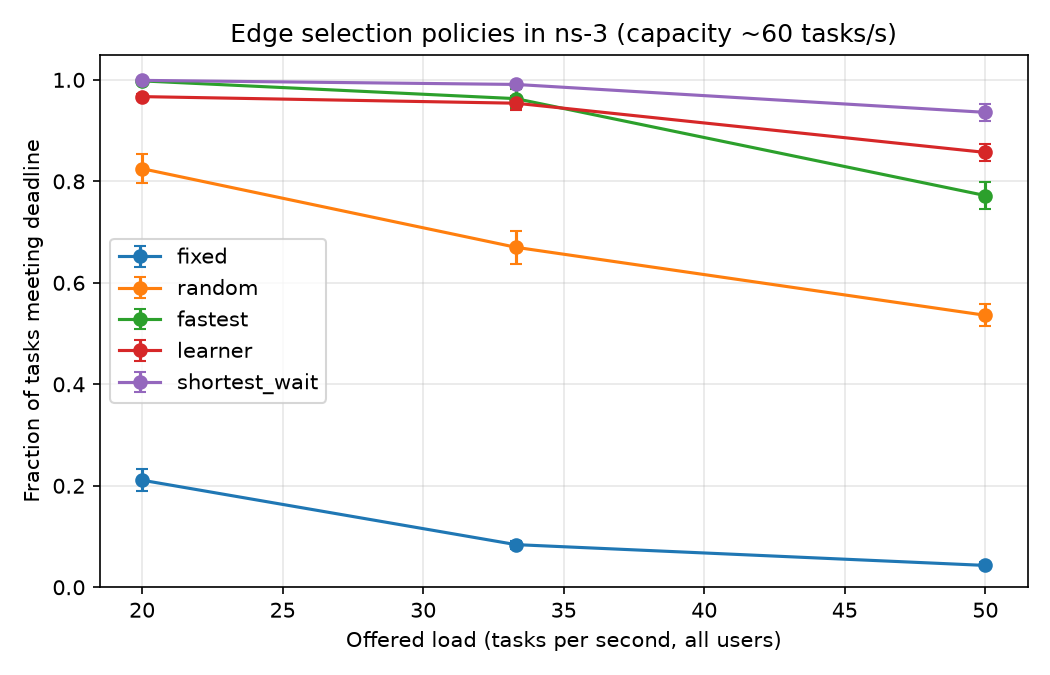 Edge selection policies in ns-3 (capacity ~60 tasks/s)
Fraction of tasks meeting deadline
1.0
0.8
0.6
0.4
0.2
0.0
fixed
random
fastest
learner
shortest_wait
20 25 30 35 40 45 50
Offered load (tasks per second, all users)